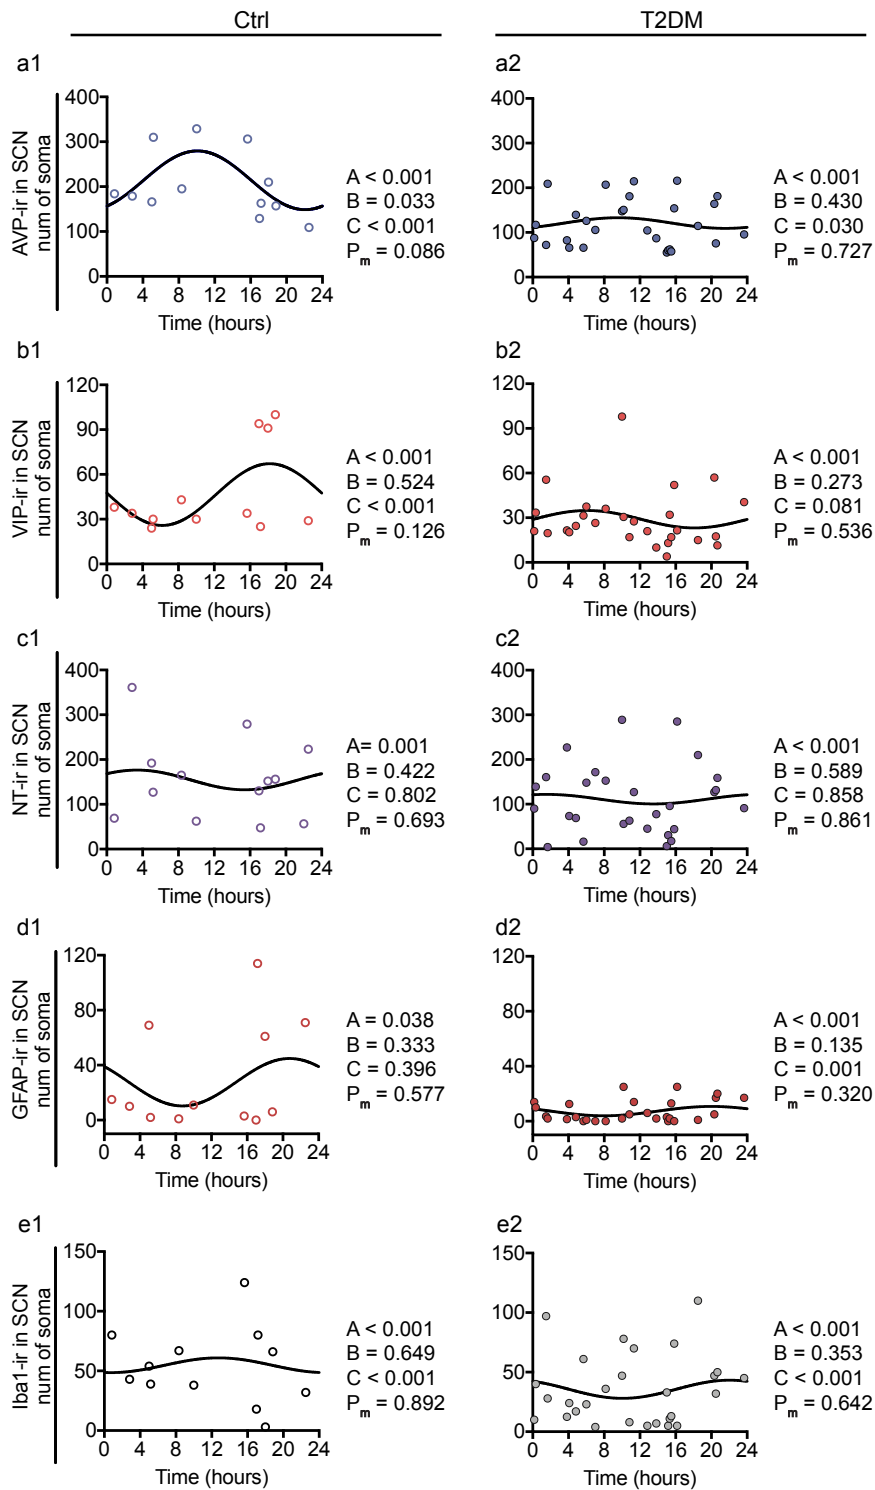 Ctrl
T2DM
a1
AVP-ir in SCN
num of soma
400
300
200
100
0
0 4 8 12 16 20 24
Time (hours)
A < 0.001
B = 0.033
C < 0.001
Pm = 0.086
a2
400
300
200
100
0
0 4 8 12 16 20 24
Time (hours)
A < 0.001
B = 0.430
C = 0.030
Pm = 0.727
b1
VIP-ir in SCN
num of soma
120
90
60
30
0
0 4 8 12 16 20 24
Time (hours)
A < 0.001
B = 0.524
C < 0.001
Pm = 0.126
b2
120
90
60
30
0
0 4 8 12 16 20 24
Time (hours)
A < 0.001
B = 0.273
C = 0.081
Pm = 0.536
c1
NT-ir in SCN
num of soma
400
300
200
100
0
0 4 8 12 16 20 24
Time (hours)
A= 0.001
B = 0.422
C = 0.802
Pm = 0.693
c2
400
300
200
100
0
0 4 8 12 16 20 24
Time (hours)
A < 0.001
B = 0.589
C = 0.858
Pm = 0.861
d1
GFAP-ir in SCN
num of soma
120
80
40
0
0 4 8 12 16 20 24
Time (hours)
A = 0.038
B = 0.333
C = 0.396
Pm = 0.577
d2
120
80
40
0
0 4 8 12 16 20 24
Time (hours)
A < 0.001
B = 0.135
C = 0.001
Pm = 0.320
e1
Iba1-ir in SCN
num of soma
150
100
50
0
0 4 8 12 16 20 24
Time (hours)
A < 0.001
B = 0.649
C < 0.001
Pm = 0.892
e2
150
100
50
0
0 4 8 12 16 20 24
Time (hours)
A < 0.001
B = 0.353
C < 0.001
Pm = 0.642